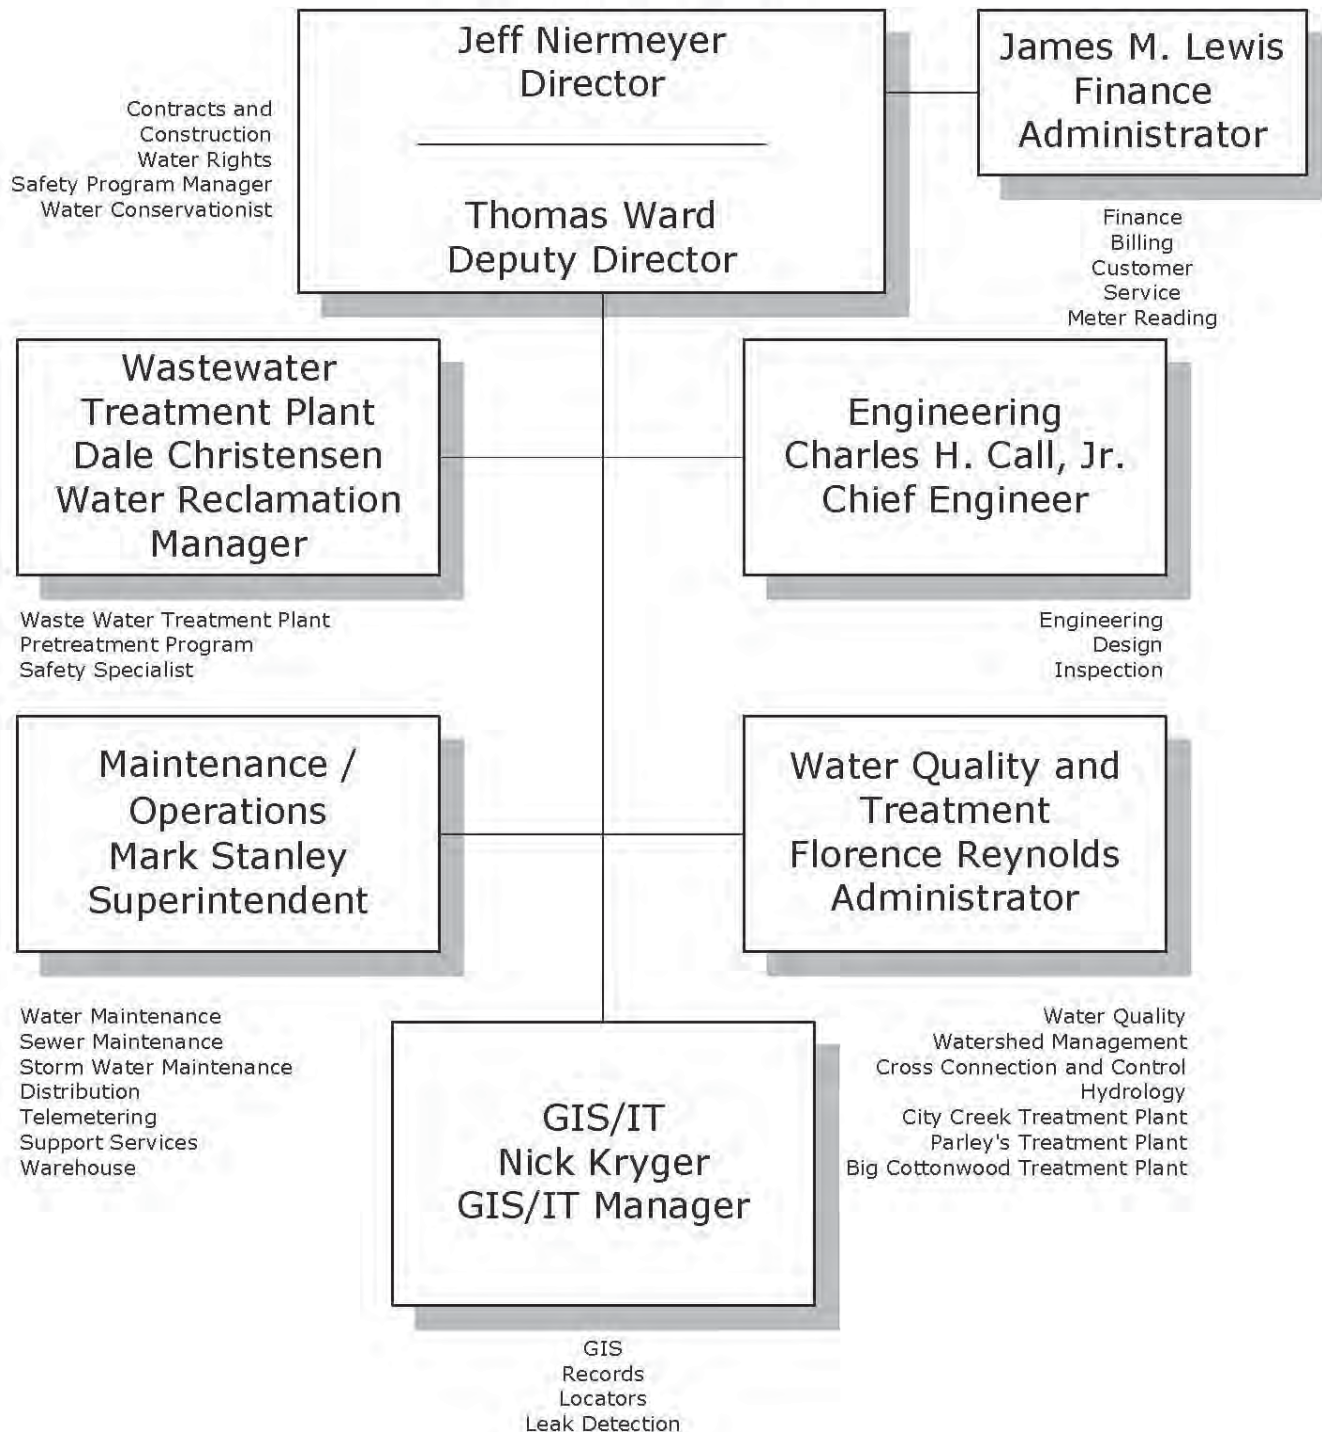 Jeff Niermeyer
Director
Thomas Ward
Deputy Director
Contracts and
Construction
Water Rights
Safety Program Manager
Water Conservationist
James M. Lewis
Finance
Administrator
Finance
Billing
Customer
Service
Meter Reading
Wastewater
Treatment Plant
Dale Christensen
Water Reclamation
Manager
Waste Water Treatment Plant
Pretreatment Program
Safety Specialist
Engineering
Charles H. Call, Jr.
Chief Engineer
Engineering
Design
Inspection
Maintenance /
Operations
Mark Stanley
Superintendent
Water Maintenance
Sewer Maintenance
Storm Water Maintenance
Distribution
Telemetering
Support Services
Warehouse
Water Quality and
Treatment
Florence Reynolds
Administrator
Water Quality
Watershed Management
Cross Connection and Control
Hydrology
City Creek Treatment Plant
Parley's Treatment Plant
Big Cottonwood Treatment Plant
GIS/IT
Nick Kryger
GIS/IT Manager
GIS
Records
Locators
Leak Detection